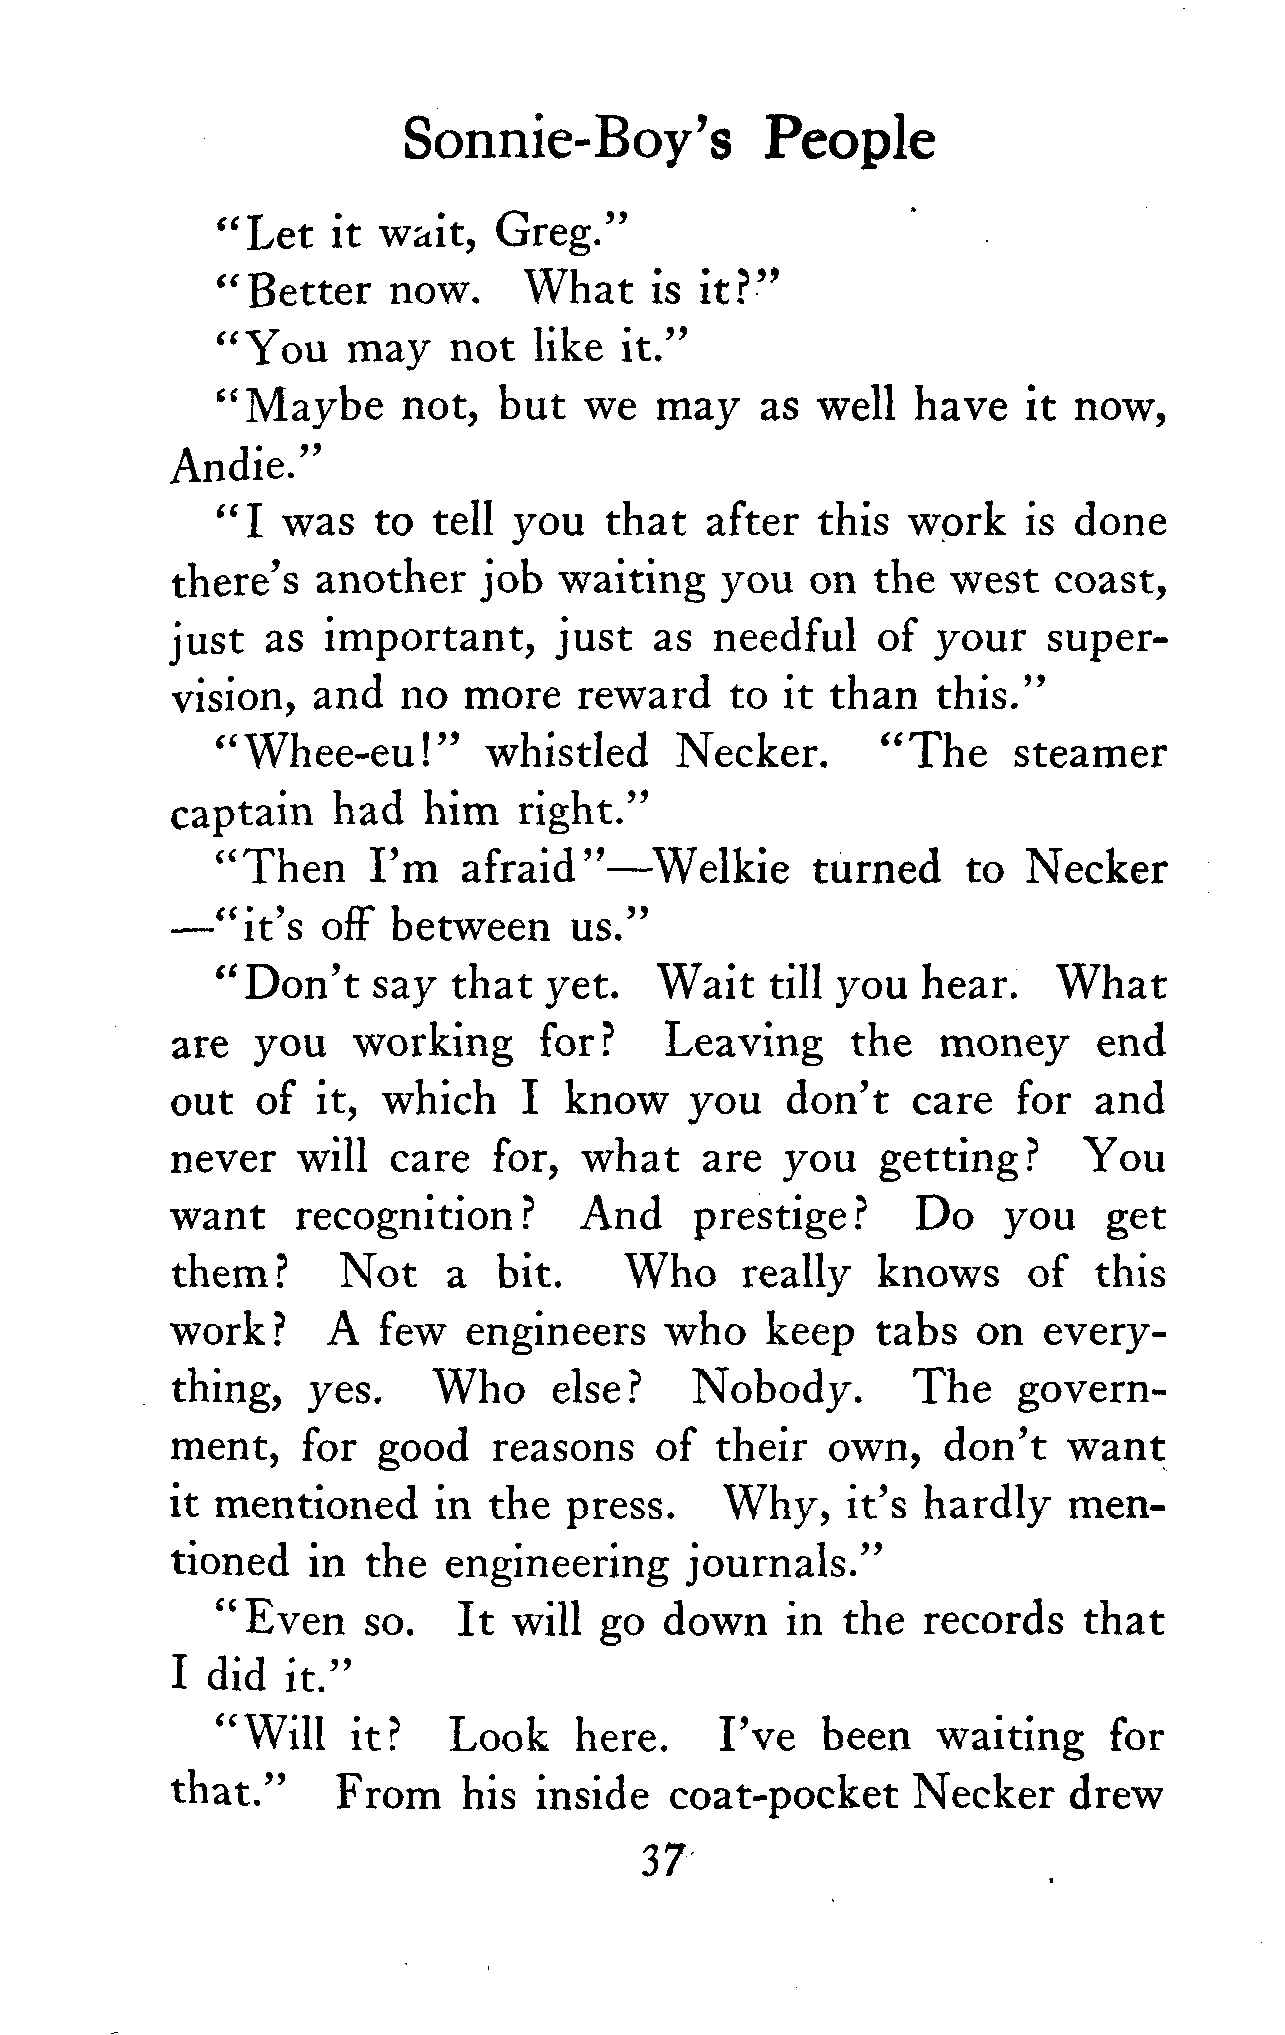 Sonnie-Boy's People
"Let it wait, Greg."
"Better now. What is it?"
"You may not like it."
"Maybe not, but we may as well have it now,
Andie."
"I was to tell you that after this work is done
there's another job waiting you on the west coast,
just as important, just as needful of your super-
vision, and no more reward to it than this."
"Whee-eu!" whistled Necker. "The steamer
captain had him right."
"Then I'm afraid"—Welkie turned to Necker
—"it's off between us."
"Don't say that yet. Wait till you hear. What
are you working for? Leaving the money end
out of it, which I know you don't care for and
never will care for, what are you getting? You
want recognition? And prestige? Do you get
them? Not a bit. Who really knows of this
work? A few engineers who keep tabs on every-
thing, yes. Who else? Nobody. The govern-
ment, for good reasons of their own, don't want
it mentioned in the press. Why, it's hardly men-
tioned in the engineering journals."
"Even so. It will go down in the records that
I did it."
"Will it? Look here. I've been waiting for
that." From his inside coat-pocket Necker drew
37